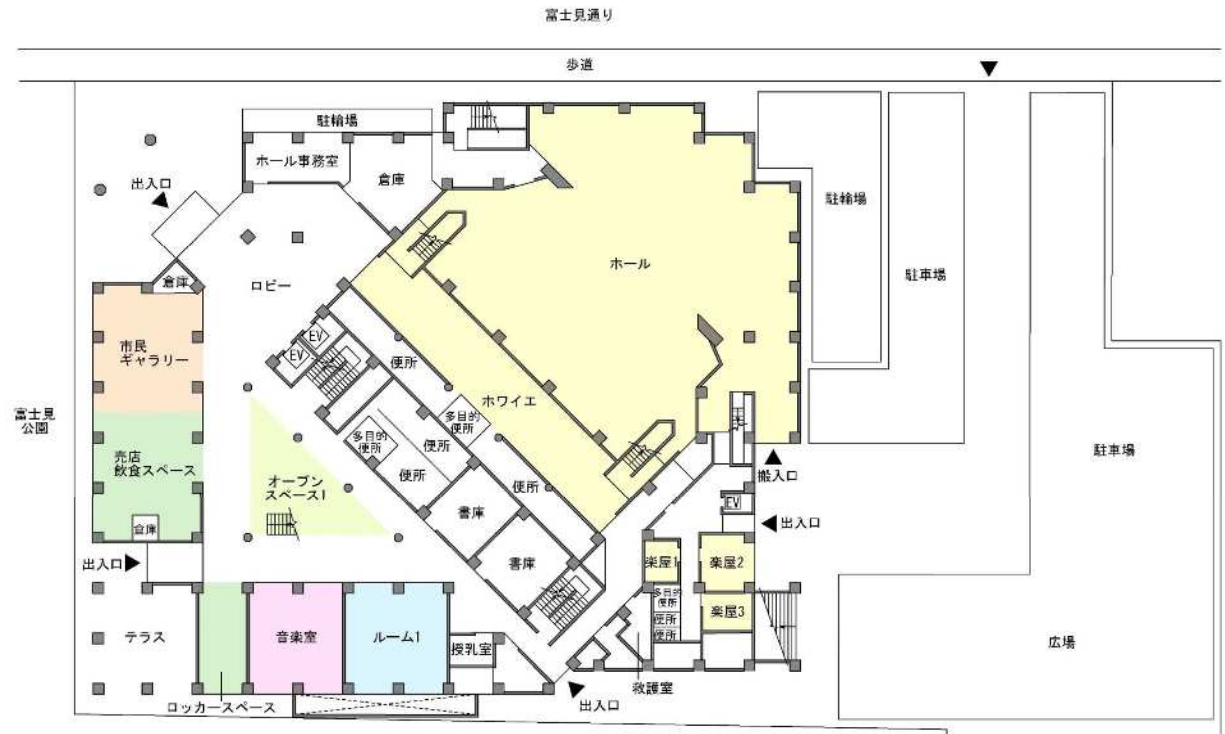 富士見通り
歩道
駐輪場
ホール事務室
倉庫
出入口
駐輪場
倉庫
ロビー
ホール
駐車場
EV
EV
市民
ギャラリー
便所
富士見
公園
ホワイエ
多目的
便所
多目的
便所
便所
便所
売店
飲食スペース
オープン
スペース1
便所
駐車場
搬入口
EV
書庫
倉庫
出入口
出入口
書庫
楽屋1
楽屋2
多目的
便所
便所
便所
楽屋3
テラス
音楽室
ルーム1
授乳室
広場
救護室
ロッカースペース
出入口